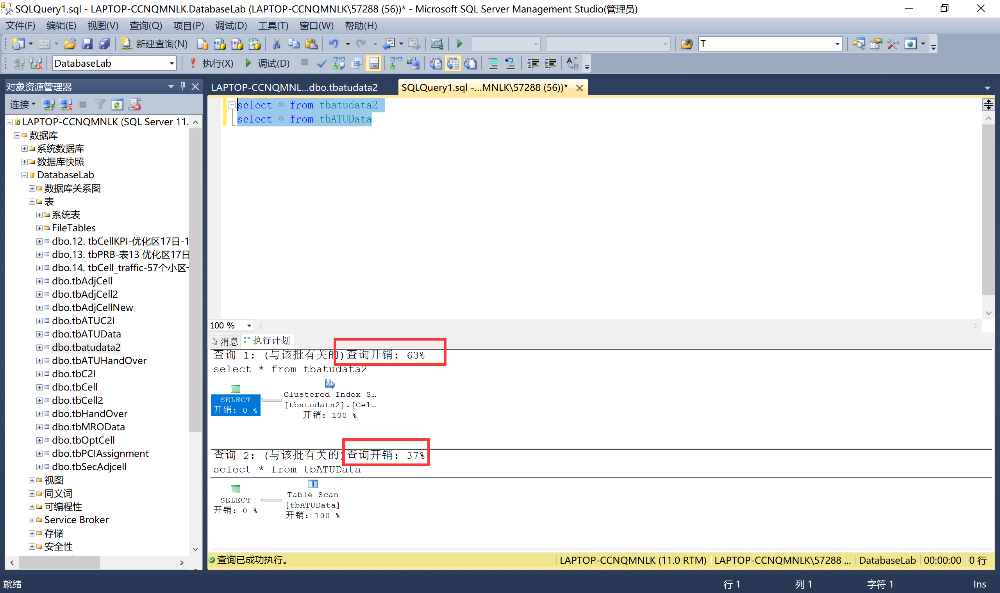 SQLQuery1.sql - LAPTOP-CCNQMNLK.DatabaseLab (LAPTOP-CCNQMNLK\57288 (56))* - Microsoft SQL Server Management Studio(管理员)
文件(F) 编辑(E) 视图(V) 查询(Q) 项目(P) 调试(D) 工具(T) 窗口(W) 帮助(H)
新建查询(N) T
DatabaseLab 执行(X) 调试(D)
对象资源管理器
连接
LAPTOP-CCNQMNLK (SQL Server 11.
数据库
系统数据库
数据库快照
DatabaseLab
数据库关系图
表
系统表
FileTables
dbo.12. tbCellKPI-优化区17日-1
dbo.13. tbPRB-表13 优化区17日
dbo.14. tbCell_traffic-57个小区-
dbo.tbAdjCell
dbo.tbAdjCell2
dbo.tbAdjCellNew
dbo.tbATUC2I
dbo.tbATUData
dbo.tbatudata2
dbo.tbATUHandOver
dbo.tbC2I
dbo.tbCell
dbo.tbCell2
dbo.tbHandOver
dbo.tbMROData
dbo.tbOptCell
dbo.tbPCIAssignment
dbo.tbSecAdjcell
视图
同义词
可编程性
Service Broker
存储
安全性
LAPTOP-CCNQMNL...dbo.tbatudata2 SQLQuery1.sql -...MNLK\57288 (56))*
select * from tbatudata2
select * from tbATUData
100 %
消息 执行计划
查询 1: (与该批有关的)查询开销: 63%
select * from tbatudata2
SELECT
开销: 0 %
Clustered Index S…
[tbatudata2].[Cel…
开销: 100 %
查询 2: (与该批有关的)查询开销: 37%
select * from tbATUData
SELECT
开销: 0 %
Table Scan
[tbATUData]
开销: 100 %
查询已成功执行。 LAPTOP-CCNQMNLK (11.0 RTM) LAPTOP-CCNQMNLK\57288 ... DatabaseLab 00:00:00 0 行
就绪 行 1 列 1 字符 1 Ins